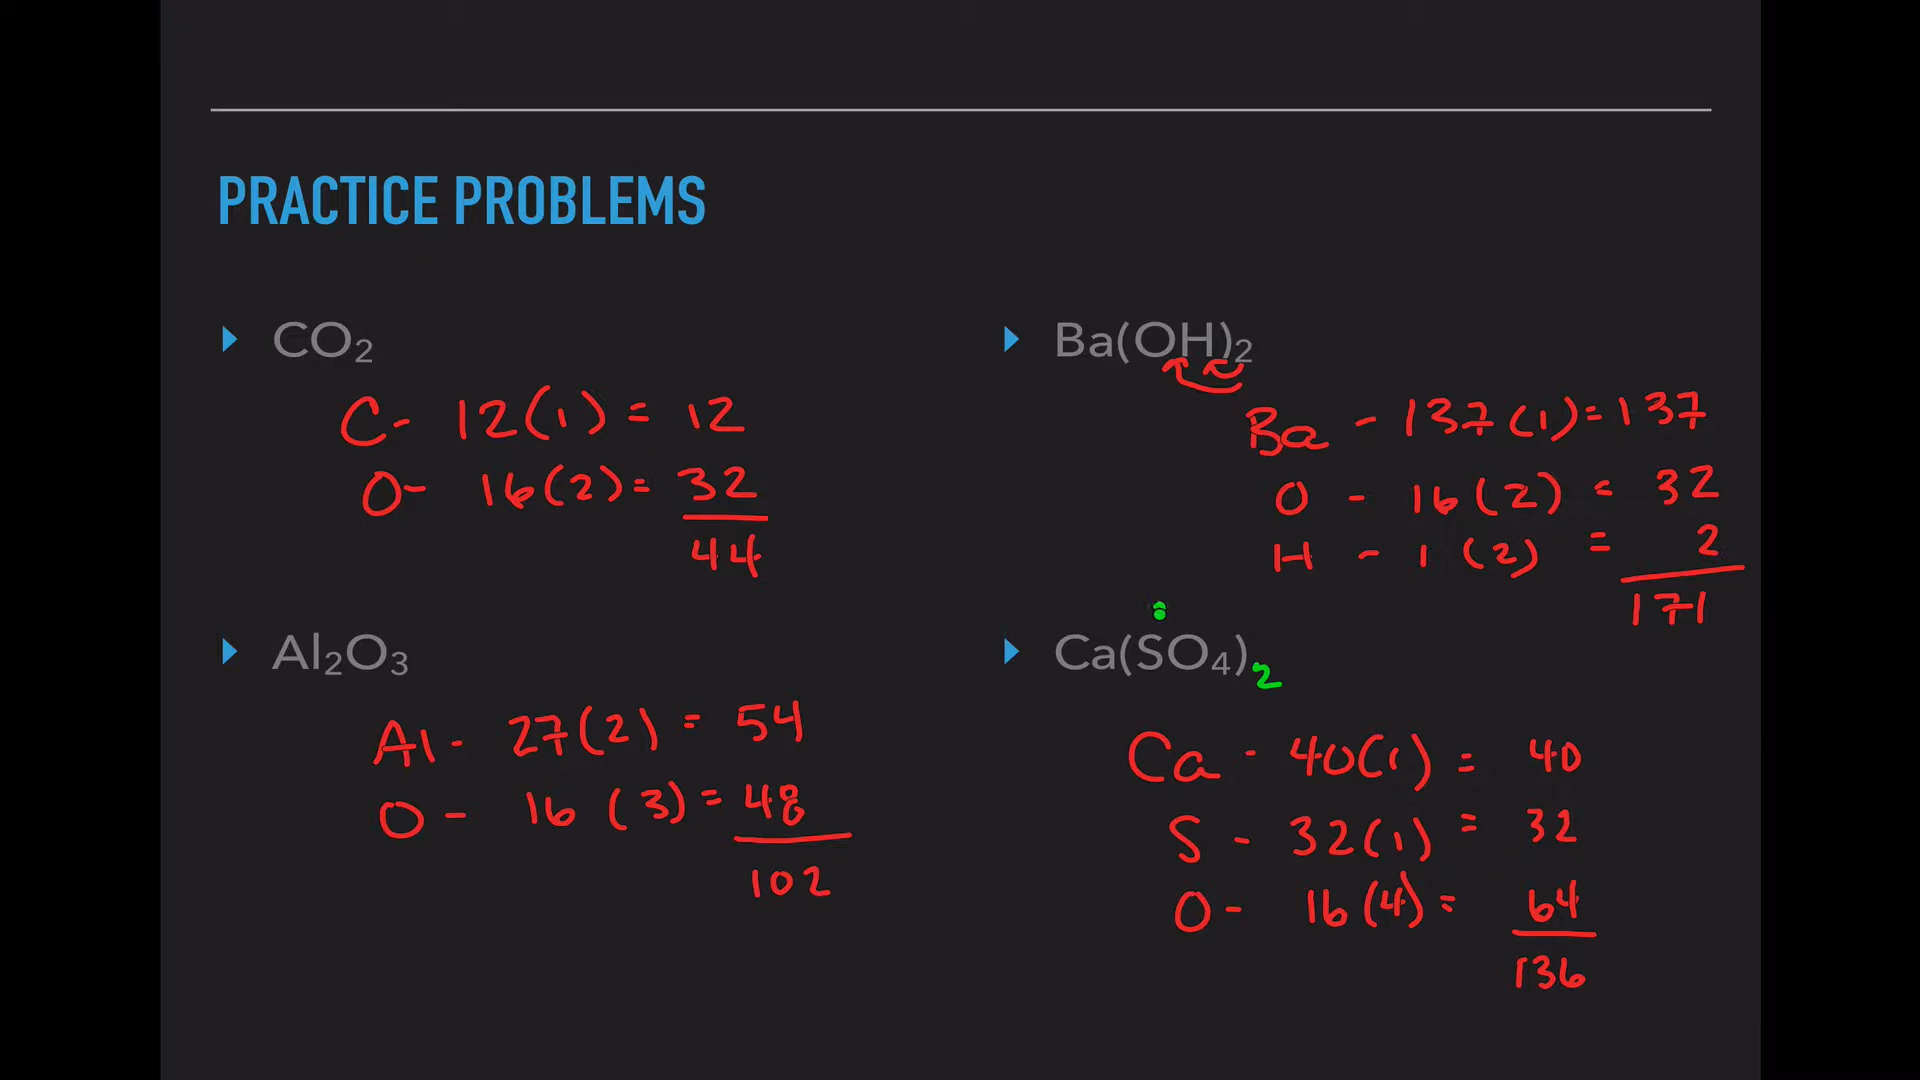 PRACTICE PROBLEMS
CO₂
C - 12(1) = 12
O - 16(2) = 32
44
Al₂O₃
Al - 27(2) = 54
O - 16(3) = 48
102
Ba(OH)₂
Ba - 137(1) = 137
O - 16(2) = 32
H - 1(2) = 2
171
Ca(SO₄)₂
Ca - 40(1) = 40
S - 32(1) = 32
O - 16(4) = 64
136